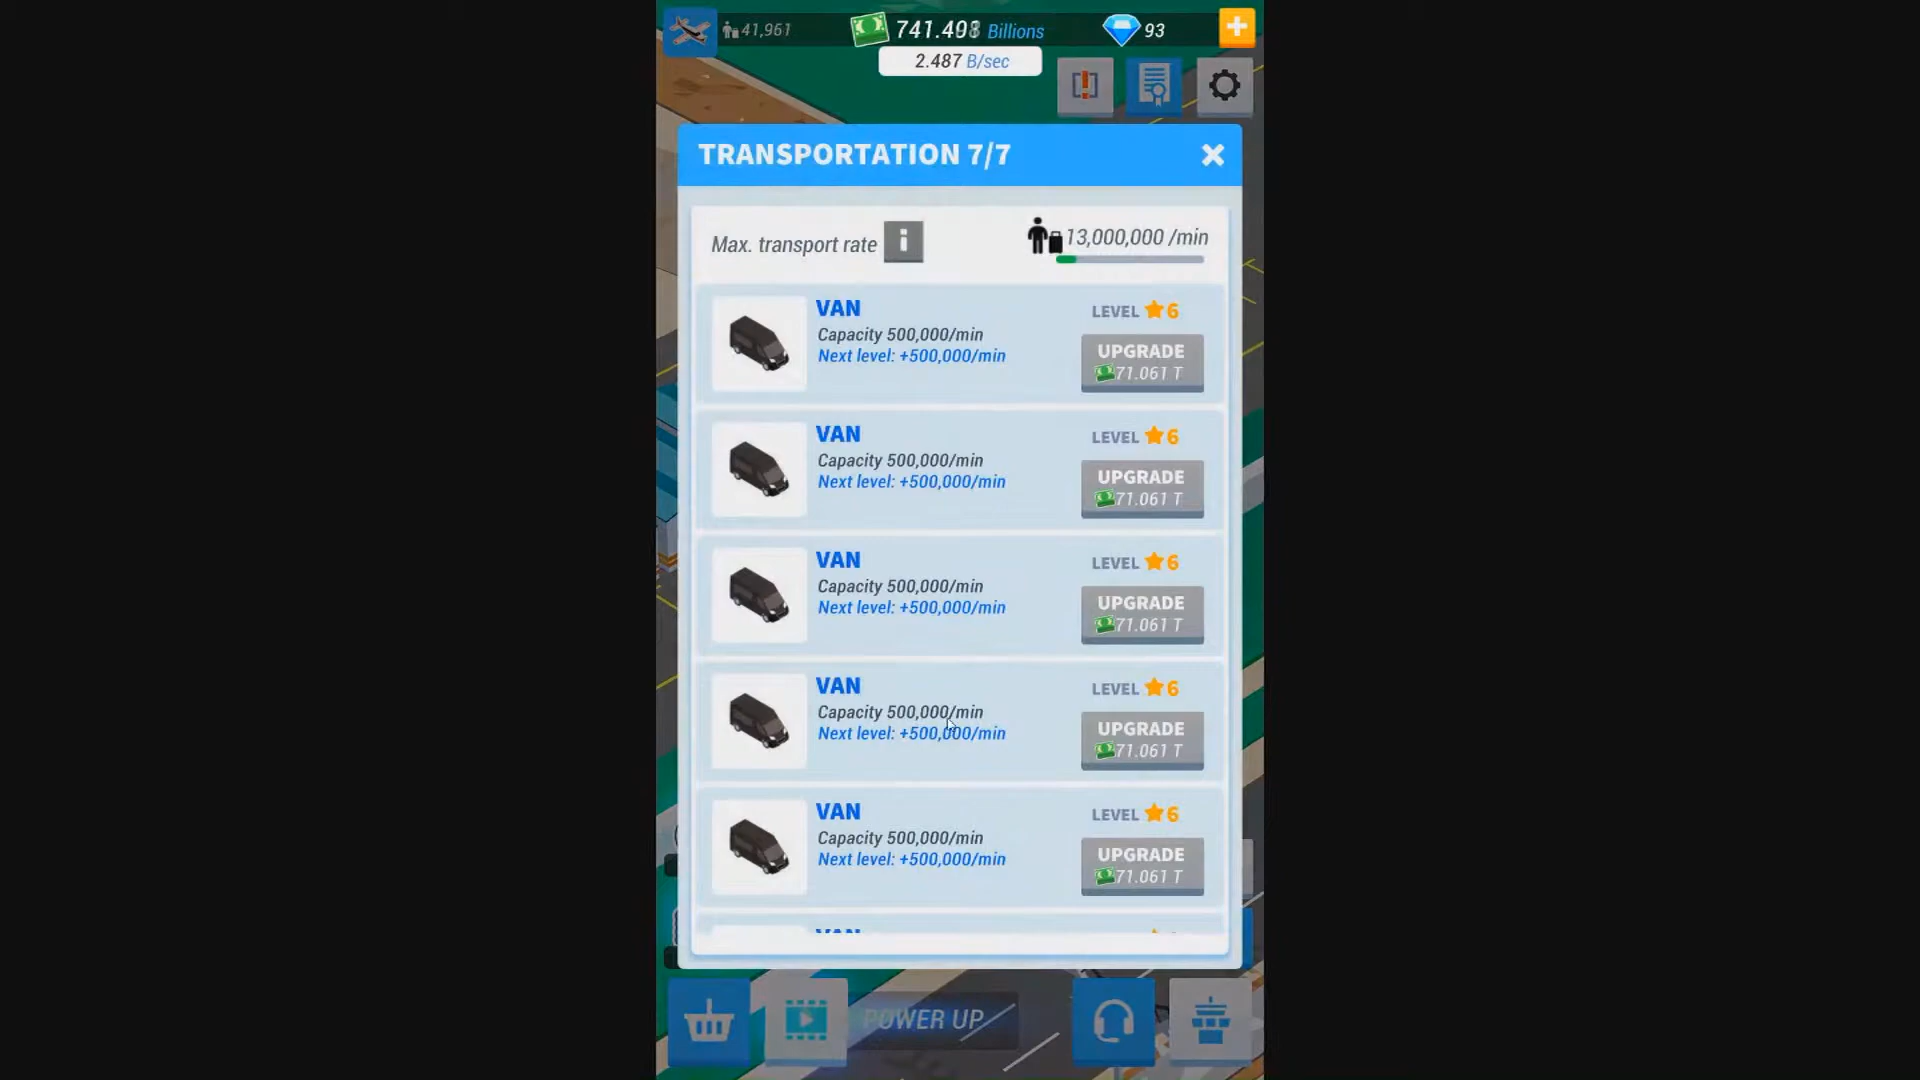 41,961
741.498 Billions
93
2.487 B/sec
TRANSPORTATION 7/7
Max. transport rate
13,000,000 /min
VAN
Capacity 500,000/min
Next level: +500,000/min
LEVEL 6
UPGRADE
71.061 T
VAN
Capacity 500,000/min
Next level: +500,000/min
LEVEL 6
UPGRADE
71.061 T
VAN
Capacity 500,000/min
Next level: +500,000/min
LEVEL 6
UPGRADE
71.061 T
VAN
Capacity 500,000/min
Next level: +500,000/min
LEVEL 6
UPGRADE
71.061 T
VAN
Capacity 500,000/min
Next level: +500,000/min
LEVEL 6
UPGRADE
71.061 T
VAN
POWER UP